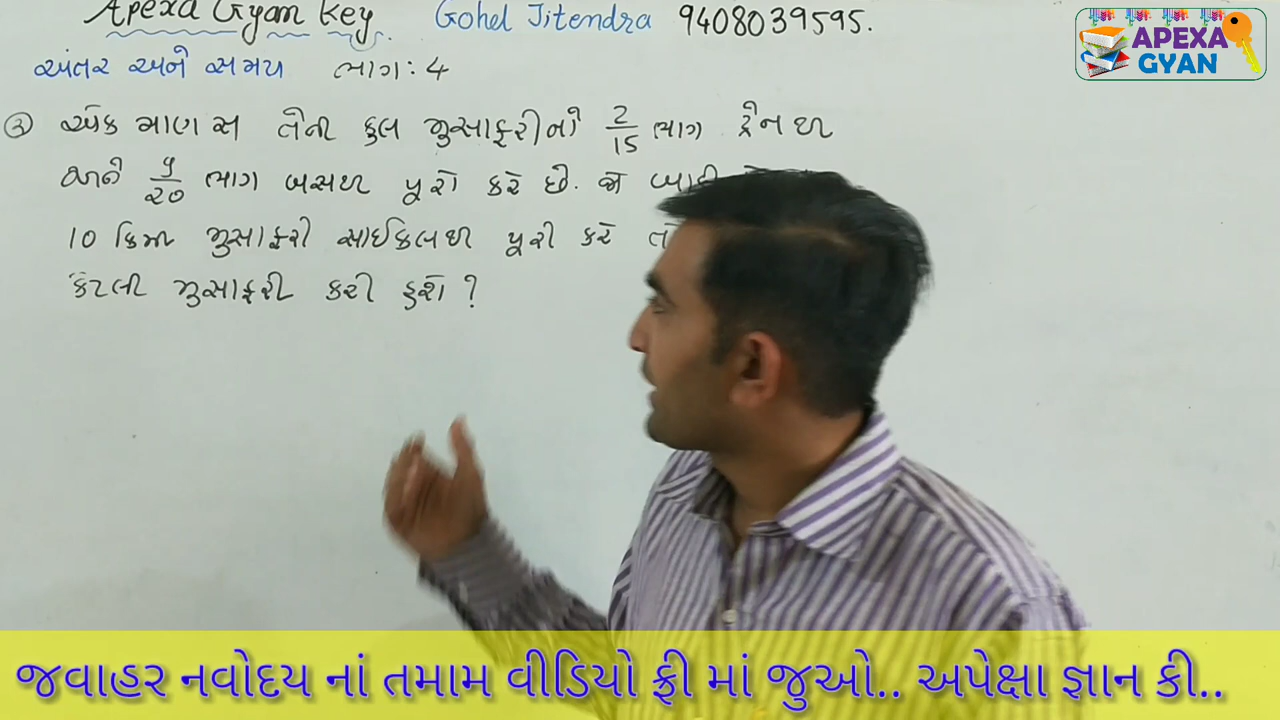 Apexa Gyan Key. Gohel Jitendra 9408039595.
APEXA GYAN
અંતર અને સમય ભાગ: 4
③ એક માણસ તેની કુલ મુસાફરીનો 2/15 ભાગ ટ્રેનથી
અને 9/20 ભાગ બસથી પૂરો કરે છે. જો બાકી
10 કિમી મુસાફરી સાઈકલથી પૂરી કરે તો
કેટલી મુસાફરી કરી હશે ?
જવાહર નવોદય નાં તમામ વીડિયો ફ્રી માં જુઓ.. અપેક્ષા જ્ઞાન કી..